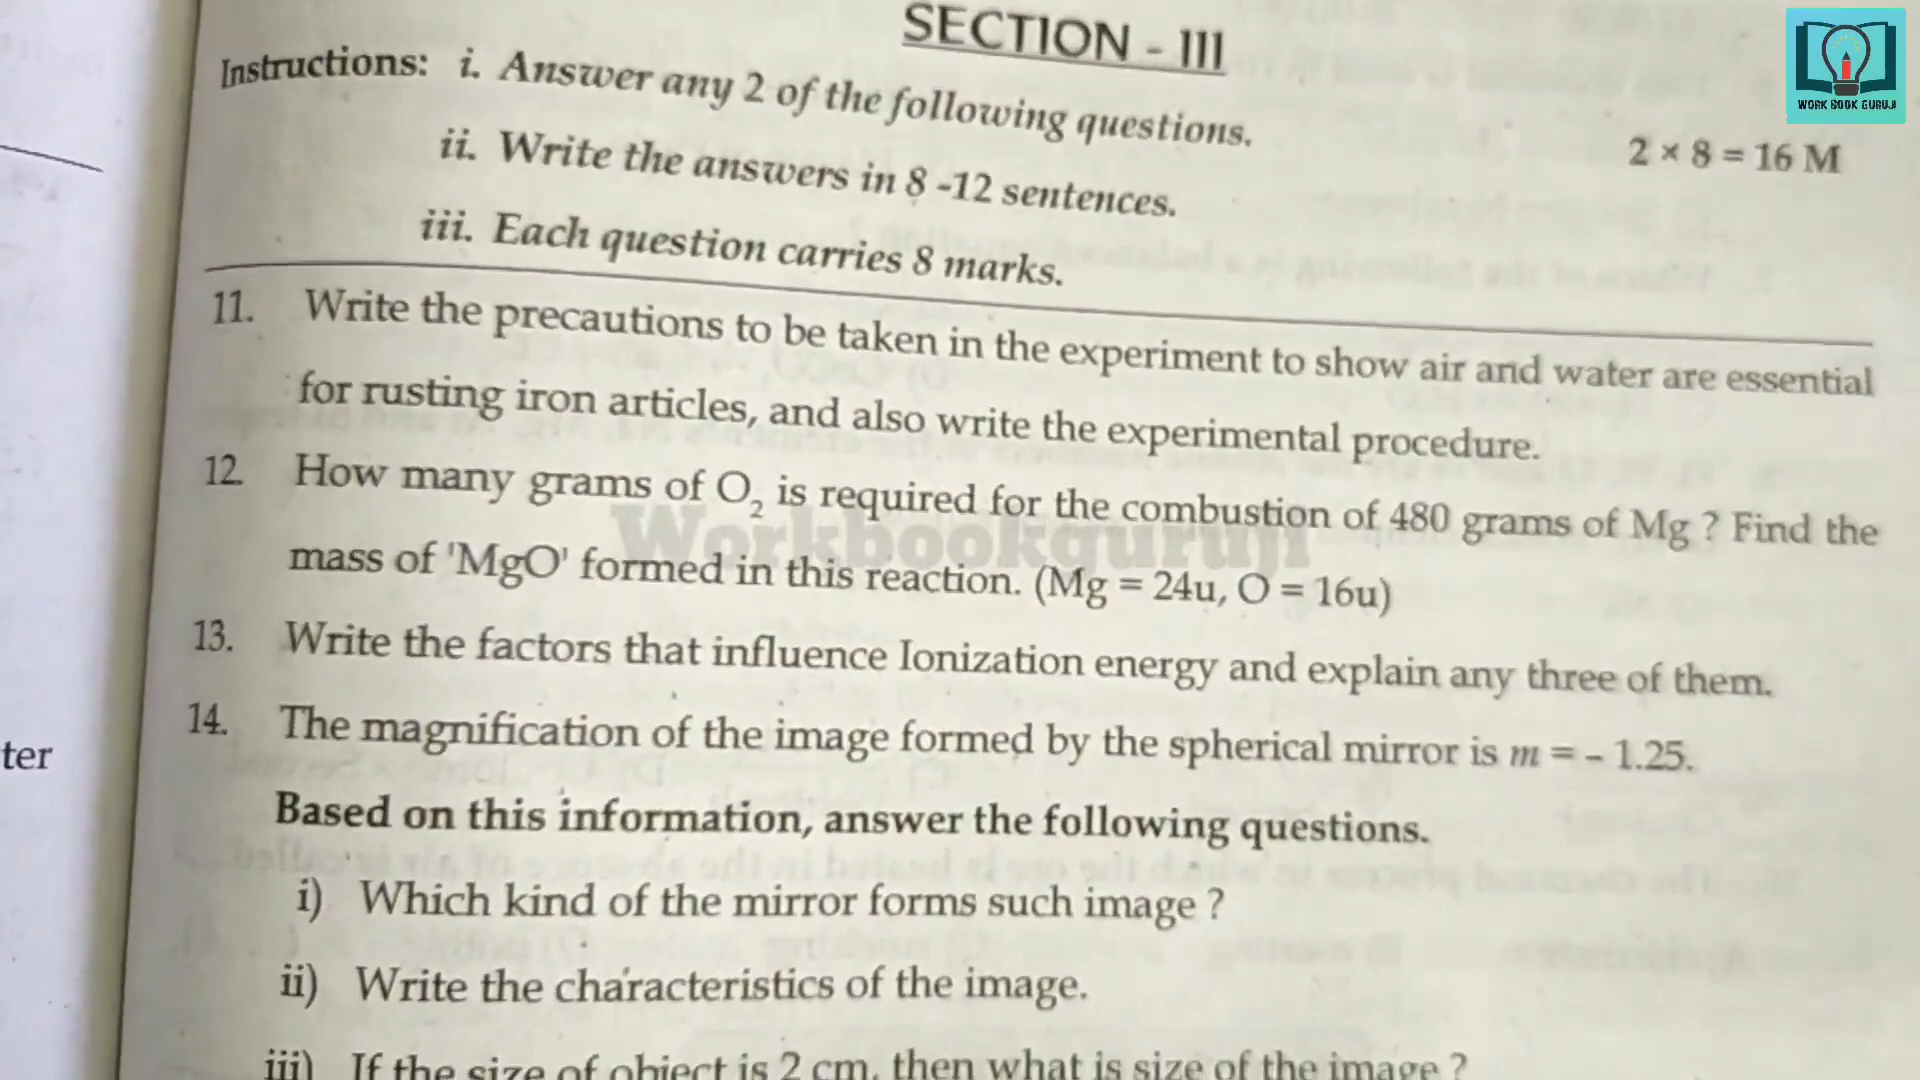 SECTION - III
WORK BOOK GURUJI
Instructions: i. Answer any 2 of the following questions.
2 × 8 = 16 M
ii. Write the answers in 8 -12 sentences.
iii. Each question carries 8 marks.
11. Write the precautions to be taken in the experiment to show air and water are essential
for rusting iron articles, and also write the experimental procedure.
12. How many grams of O₂ is required for the combustion of 480 grams of Mg ? Find the
Workbookguruji
mass of 'MgO' formed in this reaction. (Mg = 24u, O = 16u)
13. Write the factors that influence Ionization energy and explain any three of them.
14. The magnification of the image formed by the spherical mirror is m = - 1.25.
ter
Based on this information, answer the following questions.
i) Which kind of the mirror forms such image ?
ii) Write the characteristics of the image.
iii) If the size of object is 2 cm, then what is size of the image ?